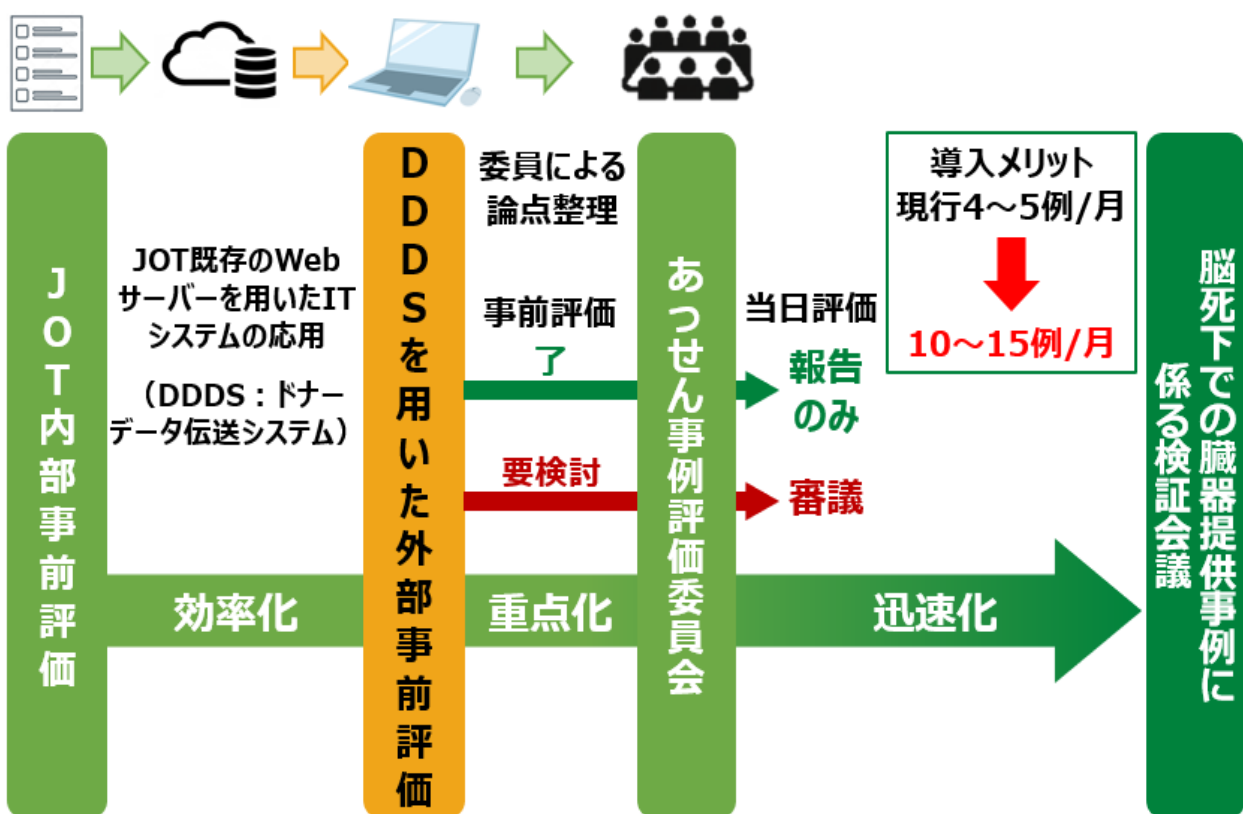 JOT内部事前評価
JOT既存のWeb
サーバーを用いたIT
システムの応用
（DDDS：ドナー
データ伝送システム）
効率化
DDDSを用いた外部事前評価
委員による
論点整理
事前評価
了
要検討
重点化
あっせん事例評価委員会
当日評価
報告
のみ
審議
迅速化
導入メリット
現行4～5例/月
10～15例/月
脳死下での臓器提供事例に
係る検証会議